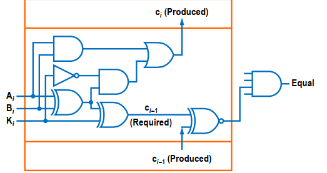 cᵢ (Produced)
Equal
Aᵢ
Bᵢ
Kᵢ
cᵢ₋₁
(Required)
cᵢ₋₁ (Produced)